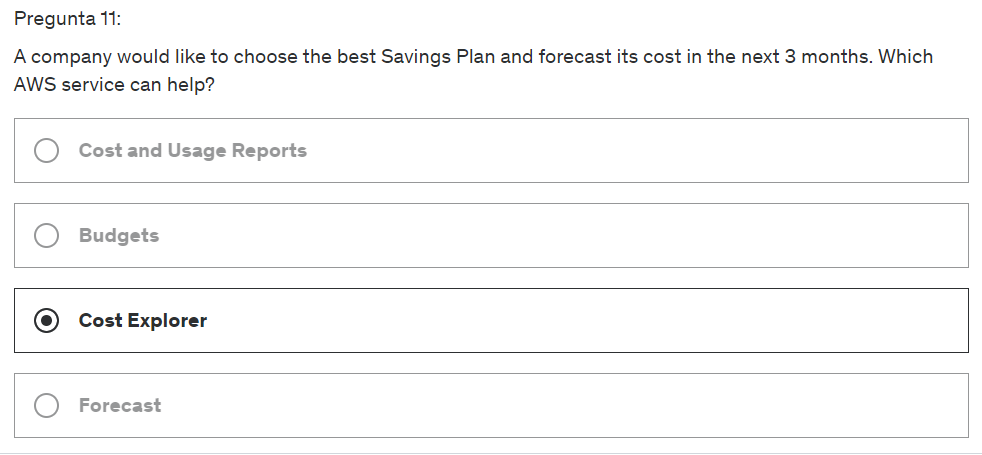 Pregunta 11:
A company would like to choose the best Savings Plan and forecast its cost in the next 3 months. Which
AWS service can help?
Cost and Usage Reports
Budgets
Cost Explorer
Forecast